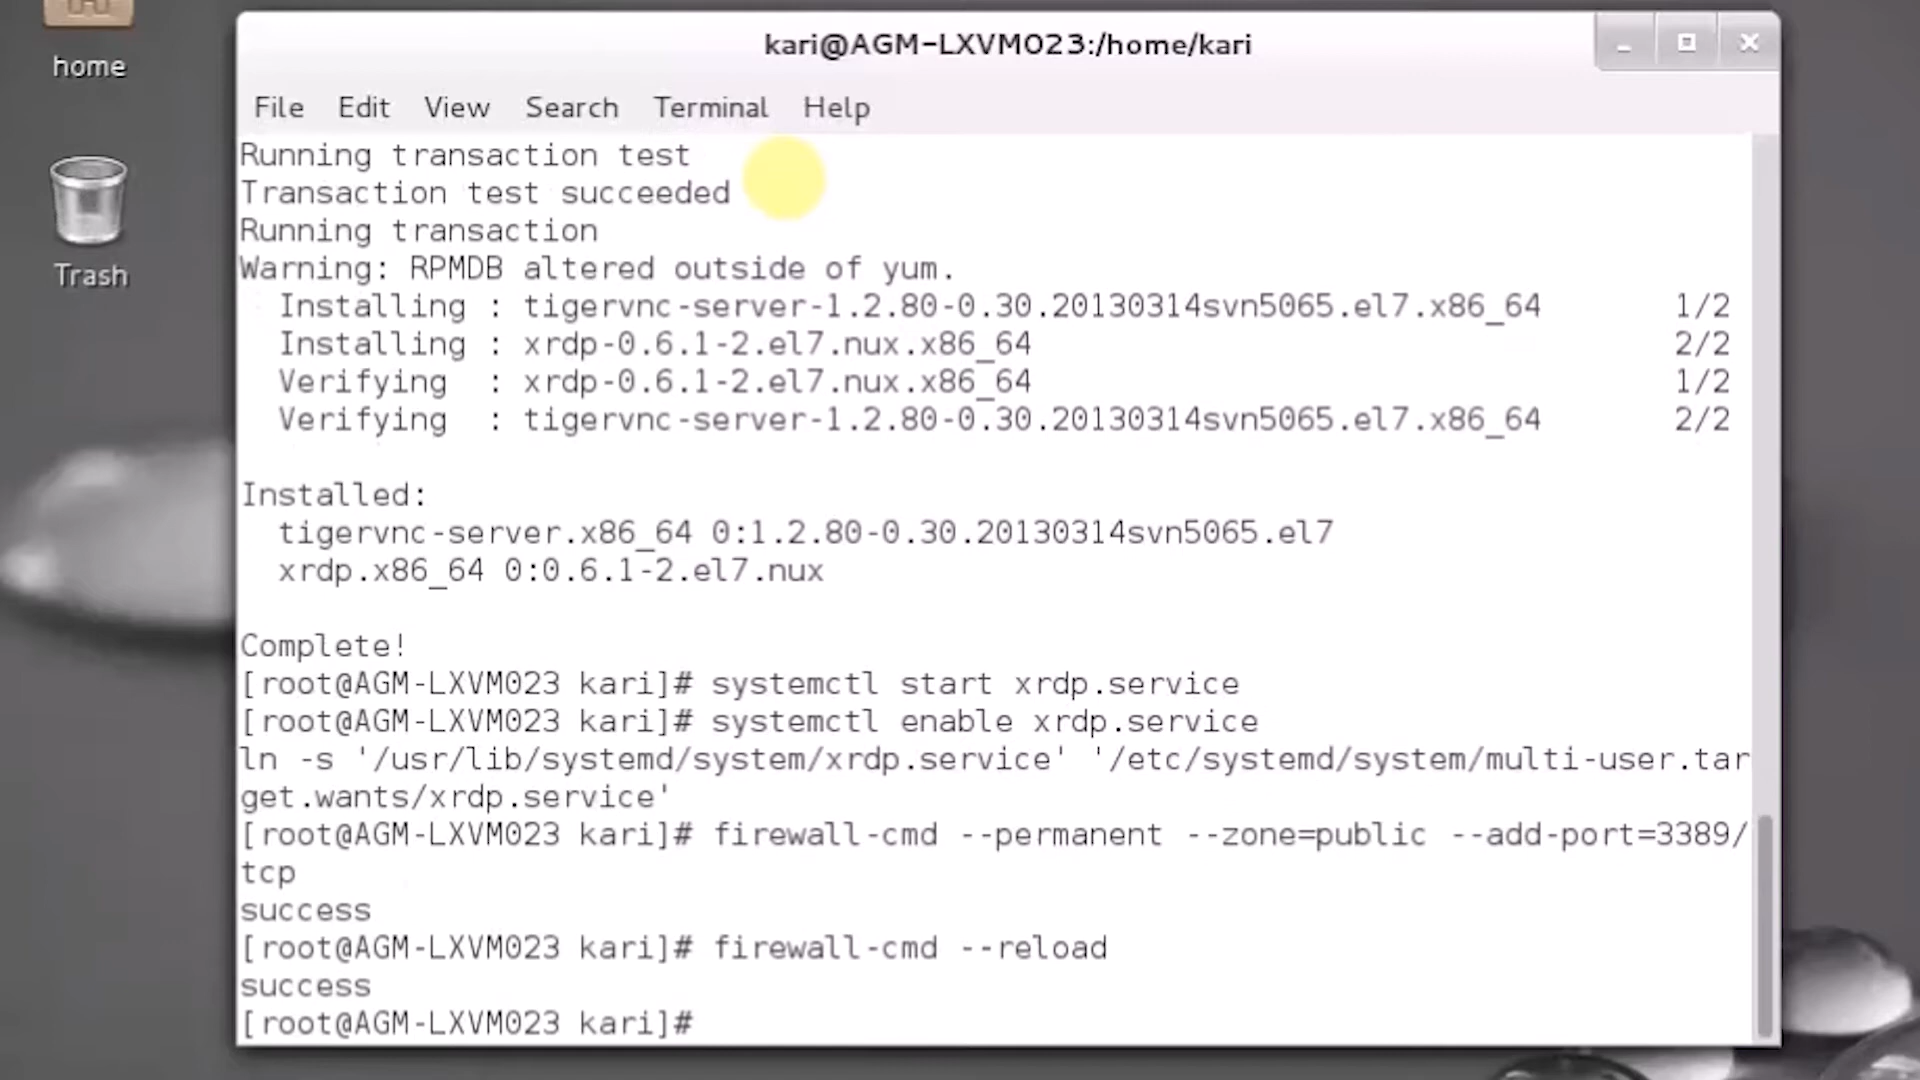 home
Trash
kari@AGM-LXVM023:/home/kari
File Edit View Search Terminal Help
Running transaction test
Transaction test succeeded
Running transaction
Warning: RPMDB altered outside of yum.
  Installing : tigervnc-server-1.2.80-0.30.20130314svn5065.el7.x86_64 1/2
  Installing : xrdp-0.6.1-2.el7.nux.x86_64 2/2
  Verifying  : xrdp-0.6.1-2.el7.nux.x86_64 1/2
  Verifying  : tigervnc-server-1.2.80-0.30.20130314svn5065.el7.x86_64 2/2
Installed:
  tigervnc-server.x86_64 0:1.2.80-0.30.20130314svn5065.el7
  xrdp.x86_64 0:0.6.1-2.el7.nux
Complete!
[root@AGM-LXVM023 kari]# systemctl start xrdp.service
[root@AGM-LXVM023 kari]# systemctl enable xrdp.service
ln -s '/usr/lib/systemd/system/xrdp.service' '/etc/systemd/system/multi-user.tar
get.wants/xrdp.service'
[root@AGM-LXVM023 kari]# firewall-cmd --permanent --zone=public --add-port=3389/
tcp
success
[root@AGM-LXVM023 kari]# firewall-cmd --reload
success
[root@AGM-LXVM023 kari]#